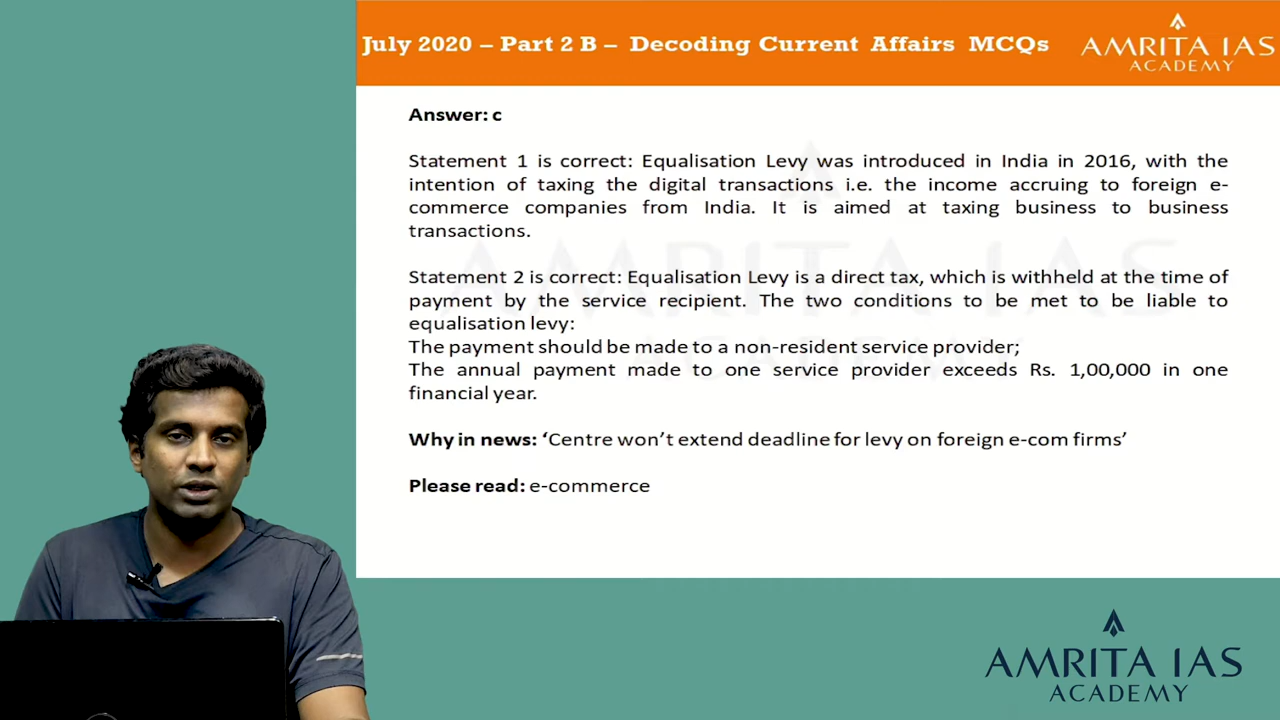 July 2020 – Part 2 B – Decoding Current Affairs MCQs
AMRITA IAS
ACADEMY
Answer: c
Statement 1 is correct: Equalisation Levy was introduced in India in 2016, with the
intention of taxing the digital transactions i.e. the income accruing to foreign e-
commerce companies from India. It is aimed at taxing business to business
transactions.
Statement 2 is correct: Equalisation Levy is a direct tax, which is withheld at the time of
payment by the service recipient. The two conditions to be met to be liable to
equalisation levy:
The payment should be made to a non-resident service provider;
The annual payment made to one service provider exceeds Rs. 1,00,000 in one
financial year.
Why in news: ‘Centre won’t extend deadline for levy on foreign e-com firms’
Please read: e-commerce
AMRITA IAS
ACADEMY
AMRITA IAS
ACADEMY